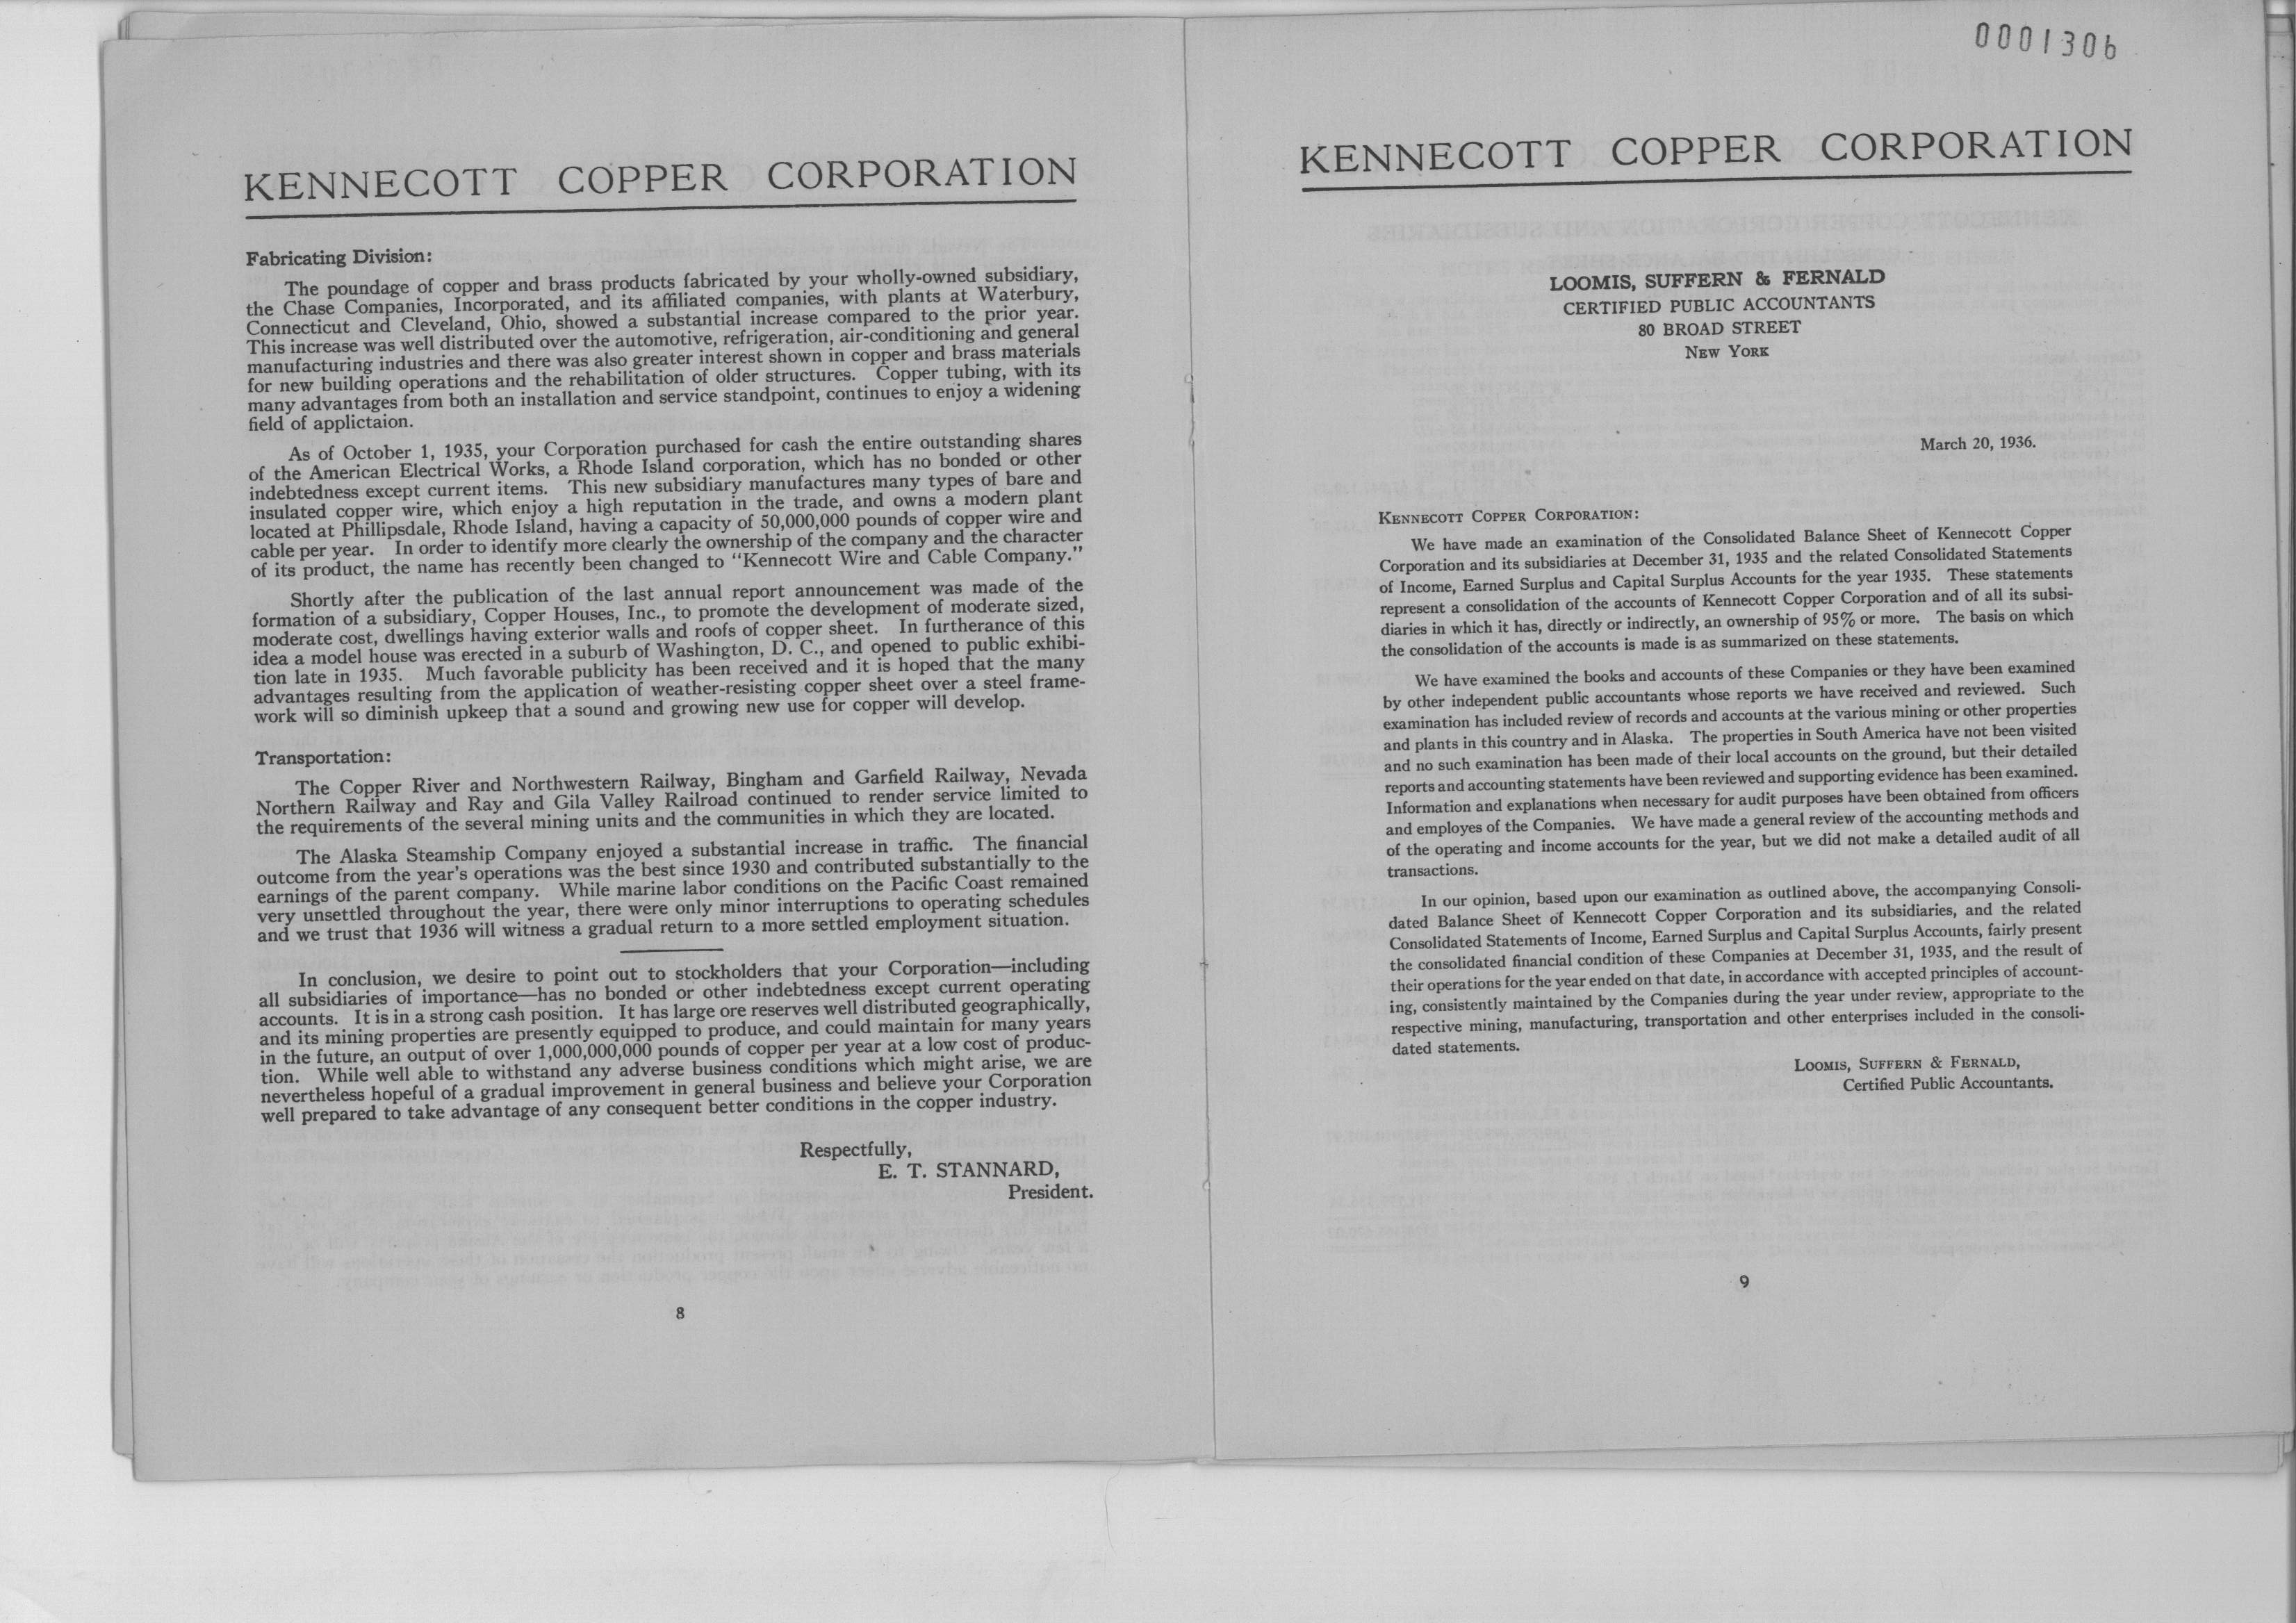 KENNECOTT COPPER CORPORATION
Fabricating Division:
The poundage of copper and brass products fabricated by your wholly-owned subsidiary,
the Chase Companies, Incorporated, and its affiliated companies, with plants at Waterbury,
Connecticut and Cleveland, Ohio, showed a substantial increase compared to the prior year.
This increase was well distributed over the automotive, refrigeration, air-conditioning and general
manufacturing industries and there was also greater interest shown in copper and brass materials
for new building operations and the rehabilitation of older structures. Copper tubing, with its
many advantages from both an installation and service standpoint, continues to enjoy a widening
field of applictaion.
As of October 1, 1935, your Corporation purchased for cash the entire outstanding shares
of the American Electrical Works, a Rhode Island corporation, which has no bonded or other
indebtedness except current items. This new subsidiary manufactures many types of bare and
insulated copper wire, which enjoy a high reputation in the trade, and owns a modern plant
located at Phillipsdale, Rhode Island, having a capacity of 50,000,000 pounds of copper wire and
cable per year. In order to identify more clearly the ownership of the company and the character
of its product, the name has recently been changed to “Kennecott Wire and Cable Company.”
Shortly after the publication of the last annual report announcement was made of the
formation of a subsidiary, Copper Houses, Inc., to promote the development of moderate sized,
moderate cost, dwellings having exterior walls and roofs of copper sheet. In furtherance of this
idea a model house was erected in a suburb of Washington, D. C., and opened to public exhibi-
tion late in 1935. Much favorable publicity has been received and it is hoped that the many
advantages resulting from the application of weather-resisting copper sheet over a steel frame-
work will so diminish upkeep that a sound and growing new use for copper will develop.
Transportation:
The Copper River and Northwestern Railway, Bingham and Garfield Railway, Nevada
Northern Railway and Ray and Gila Valley Railroad continued to render service limited to
the requirements of the several mining units and the communities in which they are located.
The Alaska Steamship Company enjoyed a substantial increase in traffic. The financial
outcome from the year's operations was the best since 1930 and contributed substantially to the
earnings of the parent company. While marine labor conditions on the Pacific Coast remained
very unsettled throughout the year, there were only minor interruptions to operating schedules
and we trust that 1936 will witness a gradual return to a more settled employment situation.
In conclusion, we desire to point out to stockholders that your Corporation—including
all subsidiaries of importance—has no bonded or other indebtedness except current operating
accounts. It is in a strong cash position. It has large ore reserves well distributed geographically,
and its mining properties are presently equipped to produce, and could maintain for many years
in the future, an output of over 1,000,000,000 pounds of copper per year at a low cost of produc-
tion. While well able to withstand any adverse business conditions which might arise, we are
nevertheless hopeful of a gradual improvement in general business and believe your Corporation
well prepared to take advantage of any consequent better conditions in the copper industry.
Respectfully,
E. T. STANNARD,
President.
8
0001306
KENNECOTT COPPER CORPORATION
LOOMIS, SUFFERN & FERNALD
CERTIFIED PUBLIC ACCOUNTANTS
80 BROAD STREET
NEW YORK
March 20, 1936.
KENNECOTT COPPER CORPORATION:
We have made an examination of the Consolidated Balance Sheet of Kennecott Copper
Corporation and its subsidiaries at December 31, 1935 and the related Consolidated Statements
of Income, Earned Surplus and Capital Surplus Accounts for the year 1935. These statements
represent a consolidation of the accounts of Kennecott Copper Corporation and of all its subsi-
diaries in which it has, directly or indirectly, an ownership of 95% or more. The basis on which
the consolidation of the accounts is made is as summarized on these statements.
We have examined the books and accounts of these Companies or they have been examined
by other independent public accountants whose reports we have received and reviewed. Such
examination has included review of records and accounts at the various mining or other properties
and plants in this country and in Alaska. The properties in South America have not been visited
and no such examination has been made of their local accounts on the ground, but their detailed
reports and accounting statements have been reviewed and supporting evidence has been examined.
Information and explanations when necessary for audit purposes have been obtained from officers
and employes of the Companies. We have made a general review of the accounting methods and
of the operating and income accounts for the year, but we did not make a detailed audit of all
transactions.
In our opinion, based upon our examination as outlined above, the accompanying Consoli-
dated Balance Sheet of Kennecott Copper Corporation and its subsidiaries, and the related
Consolidated Statements of Income, Earned Surplus and Capital Surplus Accounts, fairly present
the consolidated financial condition of these Companies at December 31, 1935, and the result of
their operations for the year ended on that date, in accordance with accepted principles of account-
ing, consistently maintained by the Companies during the year under review, appropriate to the
respective mining, manufacturing, transportation and other enterprises included in the consoli-
dated statements.
LOOMIS, SUFFERN & FERNALD,
Certified Public Accountants.
9